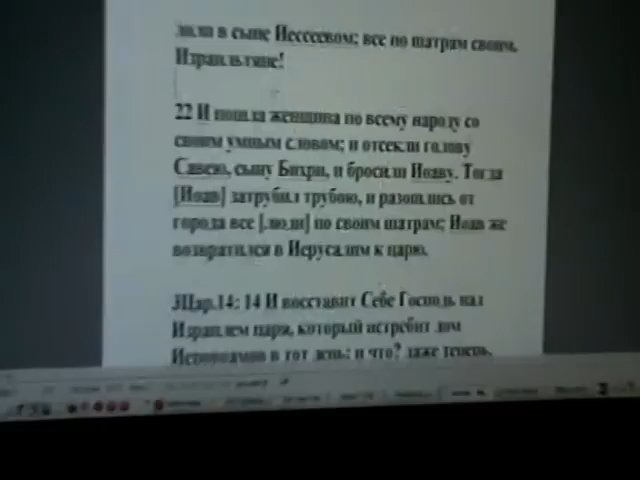 доли в сыне Иессеевом; все по шатрам своим,
Израильтяне!
22 И пошла женщина по всему народу со
своим умным словом; и отсекли голову
Савею, сыну Бихри, и бросили Иоаву. Тогда
[Иоав] затрубил трубою, и разошлись от
города все [люди] по своим шатрам; Иоав же
возвратился в Иерусалим к царю.
3Цар.14: 14 И восставит Себе Господь над
Израилем царя, который истребит дом
Иеровоамов в тот день; и что? даже теперь.